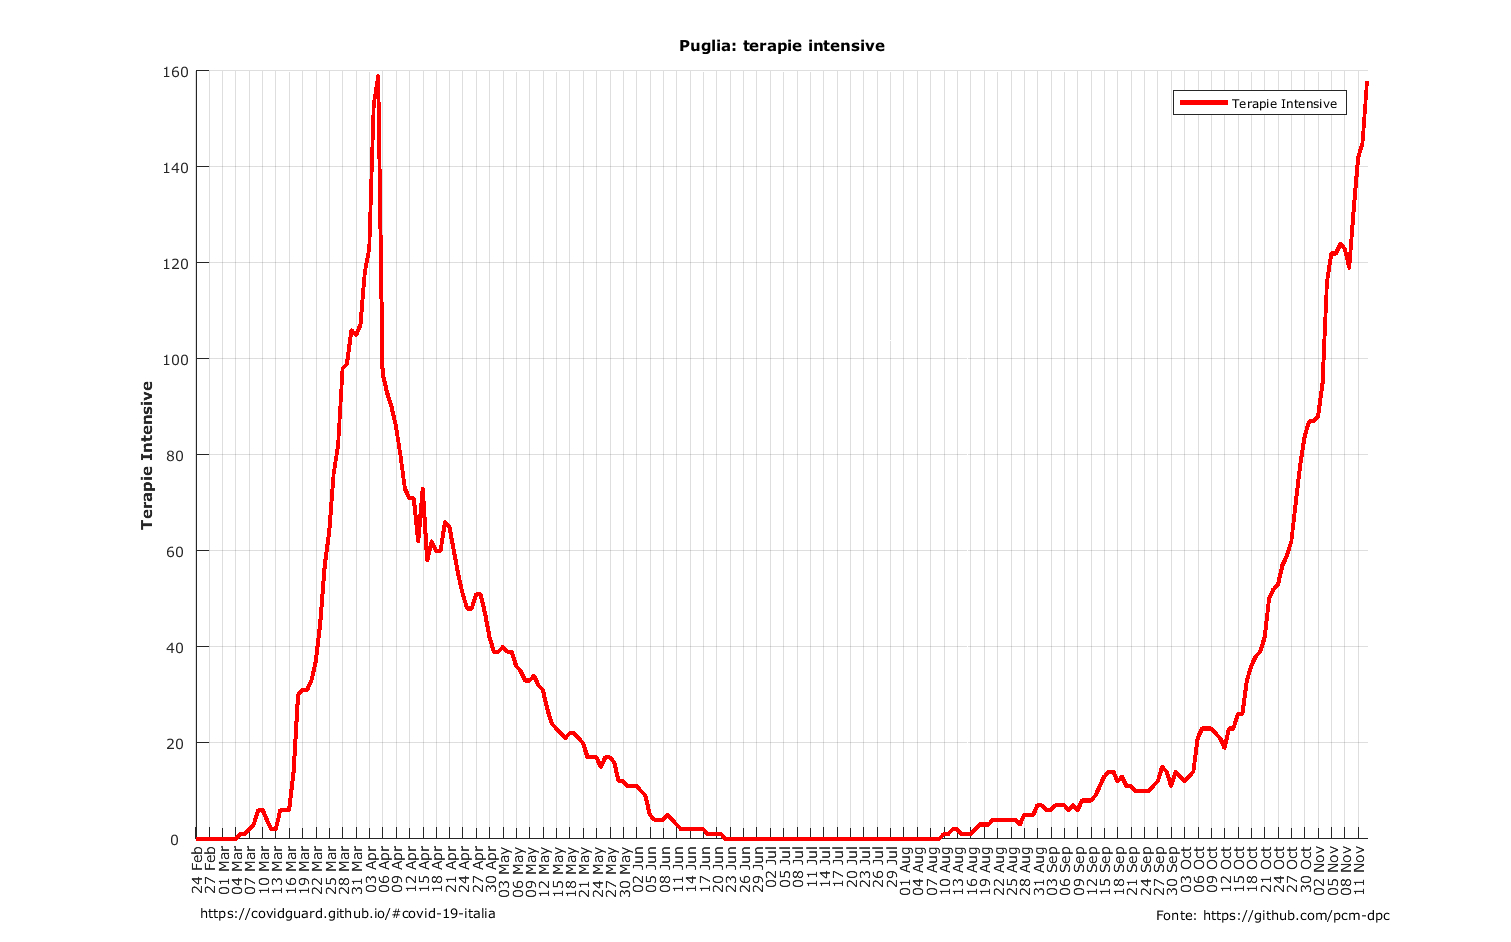 Puglia: terapie intensive
160
140
120
100
80
60
40
20
0
Terapie Intensive
Terapie Intensive
24 Feb
27 Feb
01 Mar
04 Mar
07 Mar
10 Mar
13 Mar
16 Mar
19 Mar
22 Mar
25 Mar
28 Mar
31 Mar
03 Apr
06 Apr
09 Apr
12 Apr
15 Apr
18 Apr
21 Apr
24 Apr
27 Apr
30 Apr
03 May
06 May
09 May
12 May
15 May
18 May
21 May
24 May
27 May
30 May
02 Jun
05 Jun
08 Jun
11 Jun
14 Jun
17 Jun
20 Jun
23 Jun
26 Jun
29 Jun
02 Jul
05 Jul
08 Jul
11 Jul
14 Jul
17 Jul
20 Jul
23 Jul
26 Jul
29 Jul
01 Aug
04 Aug
07 Aug
10 Aug
13 Aug
16 Aug
19 Aug
22 Aug
25 Aug
28 Aug
31 Aug
03 Sep
06 Sep
09 Sep
12 Sep
15 Sep
18 Sep
21 Sep
24 Sep
27 Sep
30 Sep
03 Oct
06 Oct
09 Oct
12 Oct
15 Oct
18 Oct
21 Oct
24 Oct
27 Oct
30 Oct
02 Nov
05 Nov
08 Nov
11 Nov
https://covidguard.github.io/#covid-19-italia
Fonte: https://github.com/pcm-dpc